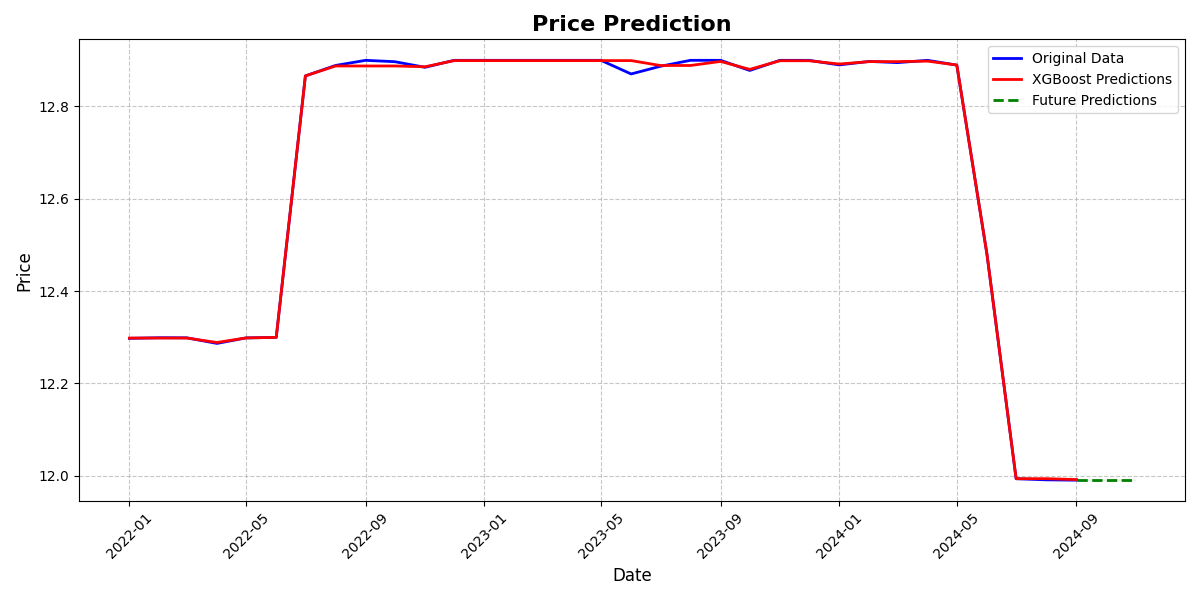 Price Prediction
Original Data
XGBoost Predictions
Future Predictions
Price
12.8
12.6
12.4
12.2
12.0
2022-01
2022-05
2022-09
2023-01
2023-05
2023-09
2024-01
2024-05
2024-09
Date